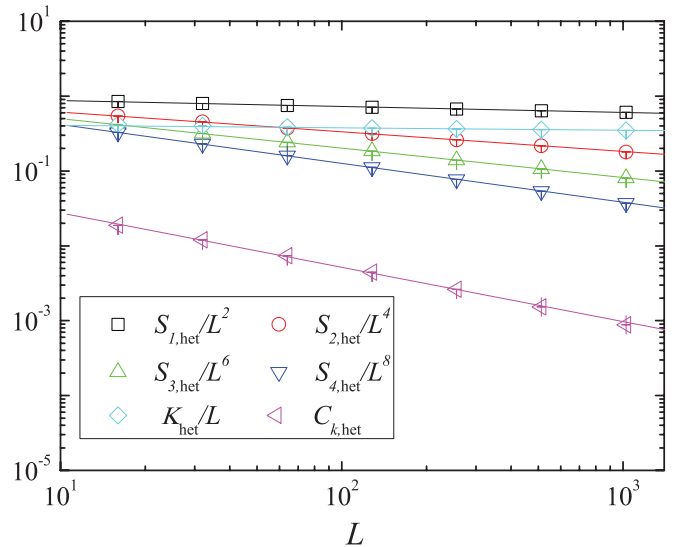 10^1
10^-1
10^-3
10^-5
S_1,het/L^2 S_2,het/L^4
S_3,het/L^6 S_4,het/L^8
K_het/L C_k,het
10^1 10^2 10^3
L